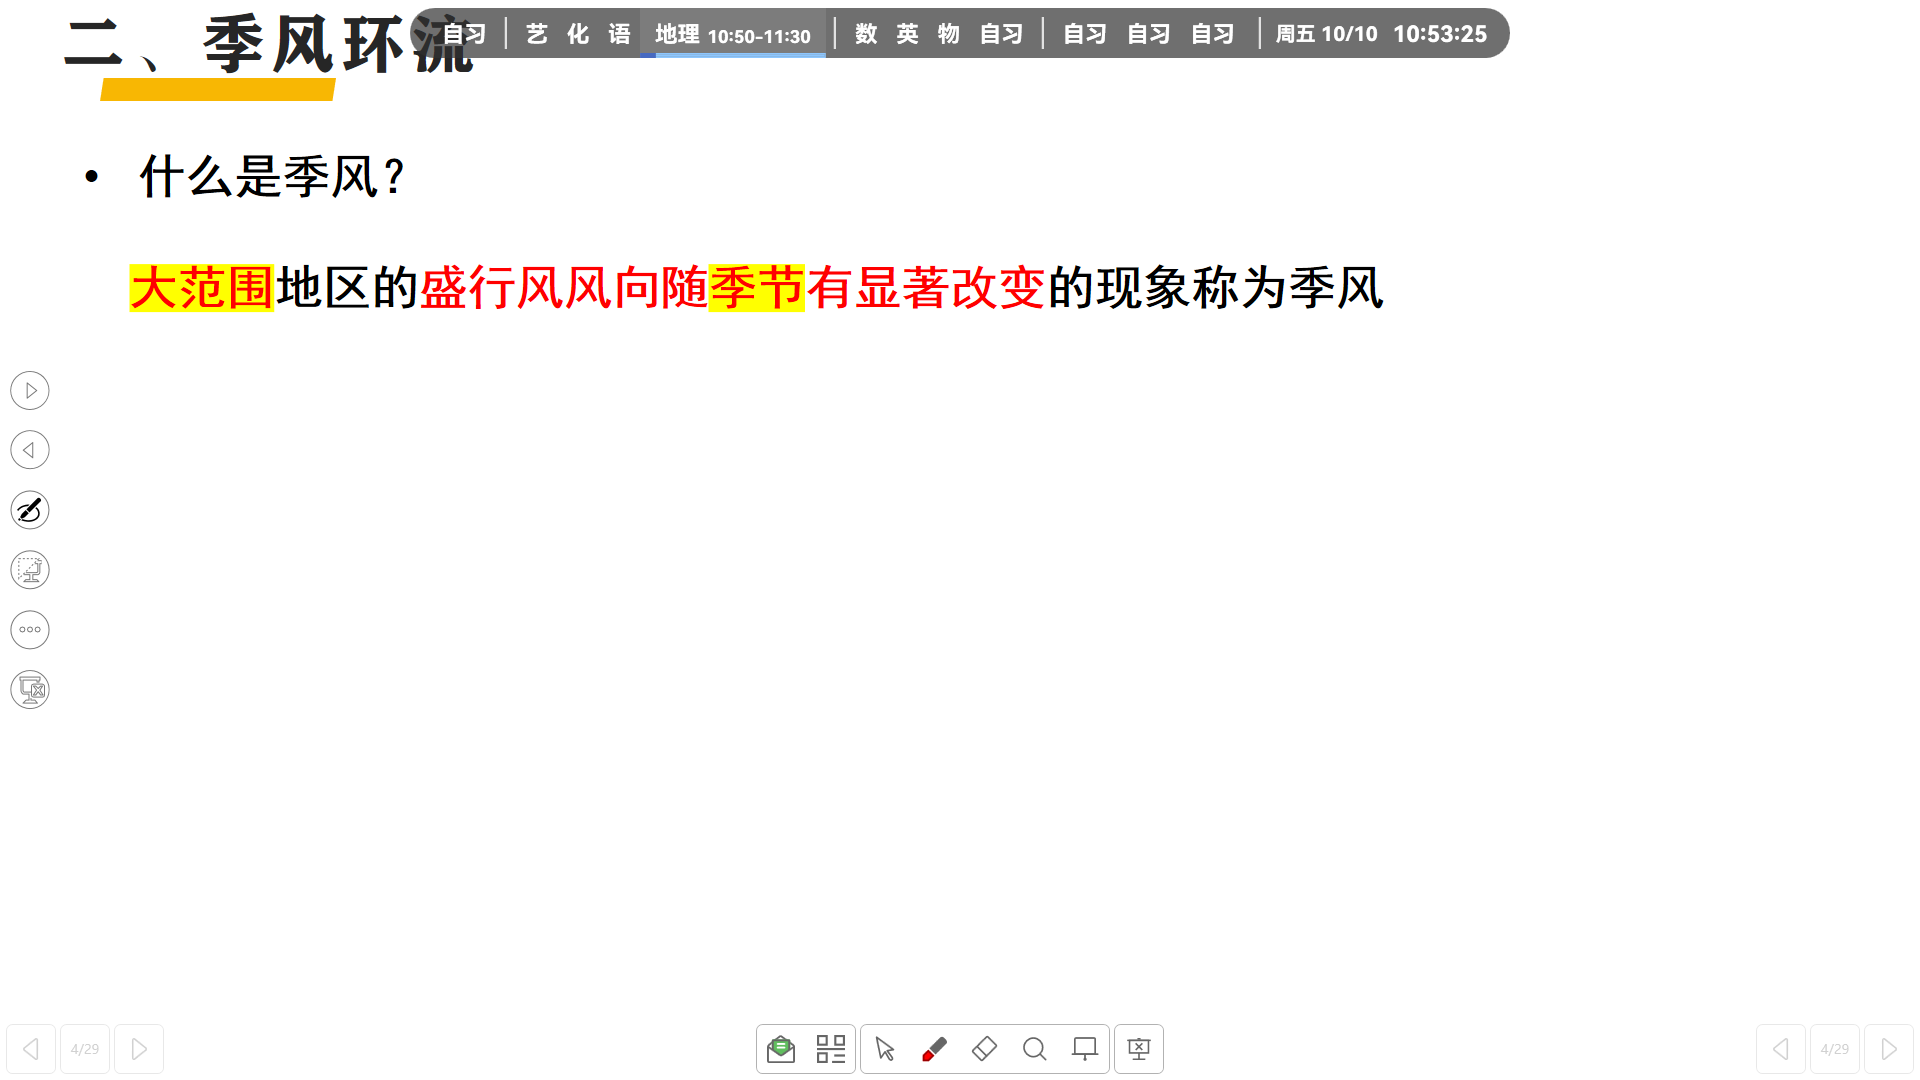 二、季风环流
自习 艺 化 语 地理 10:50-11:30 数 英 物 自习 自习 自习 自习 周五 10/10 10:53:25
• 什么是季风?
大范围地区的盛行风风向随季节有显著改变的现象称为季风
4/29 4/29